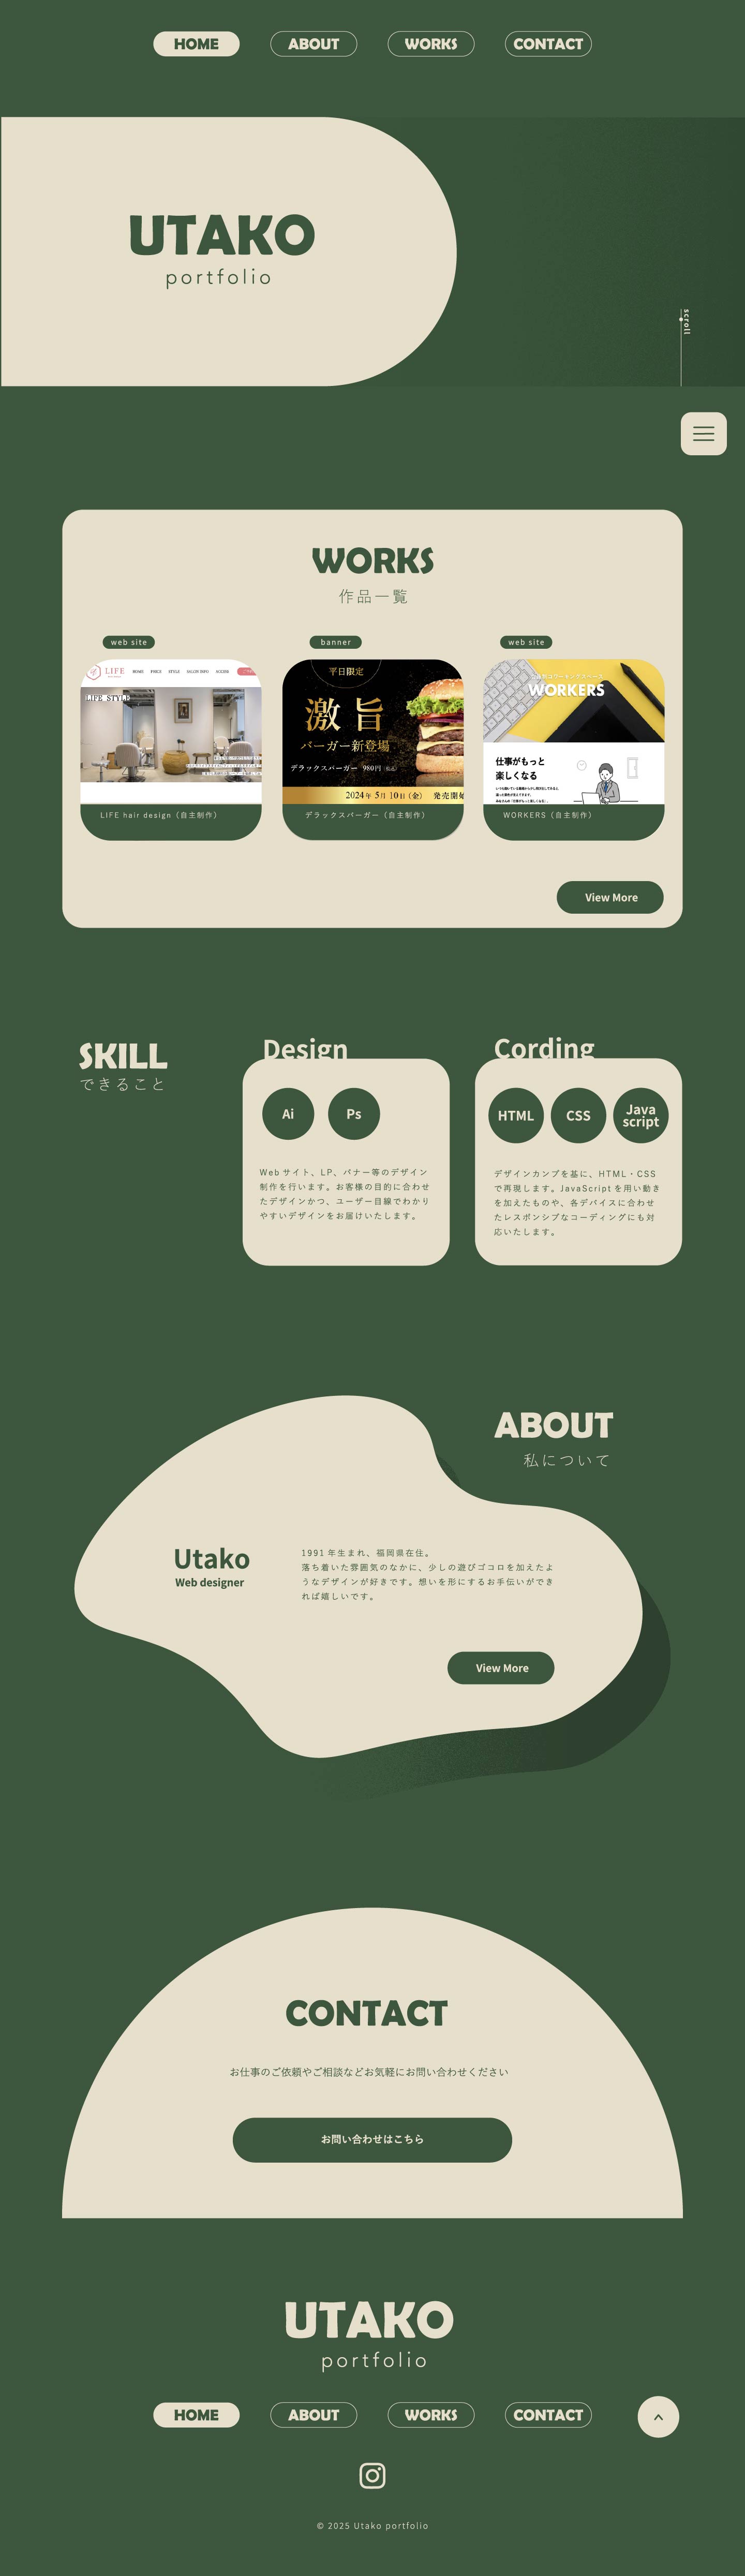 HOME ABOUT WORKS CONTACT
UTAKO
portfolio
scroll
WORKS
作品一覧
web site
LIFE
LIFE STYLE
LIFE hair design（自主制作）
banner
平日限定
激旨
バーガー新登場
デラックスバーガー 980円
2024年 5月 10日(金) 発売開始
デラックスバーガー（自主制作）
web site
WORKERS
仕事がもっと
楽しくなる
WORKERS（自主制作）
View More
SKILL
できること
Design
Ai Ps
Webサイト、LP、バナー等のデザイン
制作を行います。お客様の目的に合わせ
たデザインかつ、ユーザー目線でわかり
やすいデザインをお届けいたします。
Cording
HTML CSS Java
script
デザインカンプを基に、HTML・CSS
で再現します。JavaScriptを用い動き
を加えたものや、各デバイスに合わせ
たレスポンシブなコーディングにも対
応いたします。
ABOUT
私について
Utako
Web designer
1991年生まれ、福岡県在住。
落ち着いた雰囲気のなかに、少しの遊びゴコロを加えたよ
うなデザインが好きです。想いを形にするお手伝いができ
れば嬉しいです。
View More
CONTACT
お仕事のご依頼やご相談などお気軽にお問い合わせください
お問い合わせはこちら
UTAKO
portfolio
HOME ABOUT WORKS CONTACT
© 2025 Utako portfolio